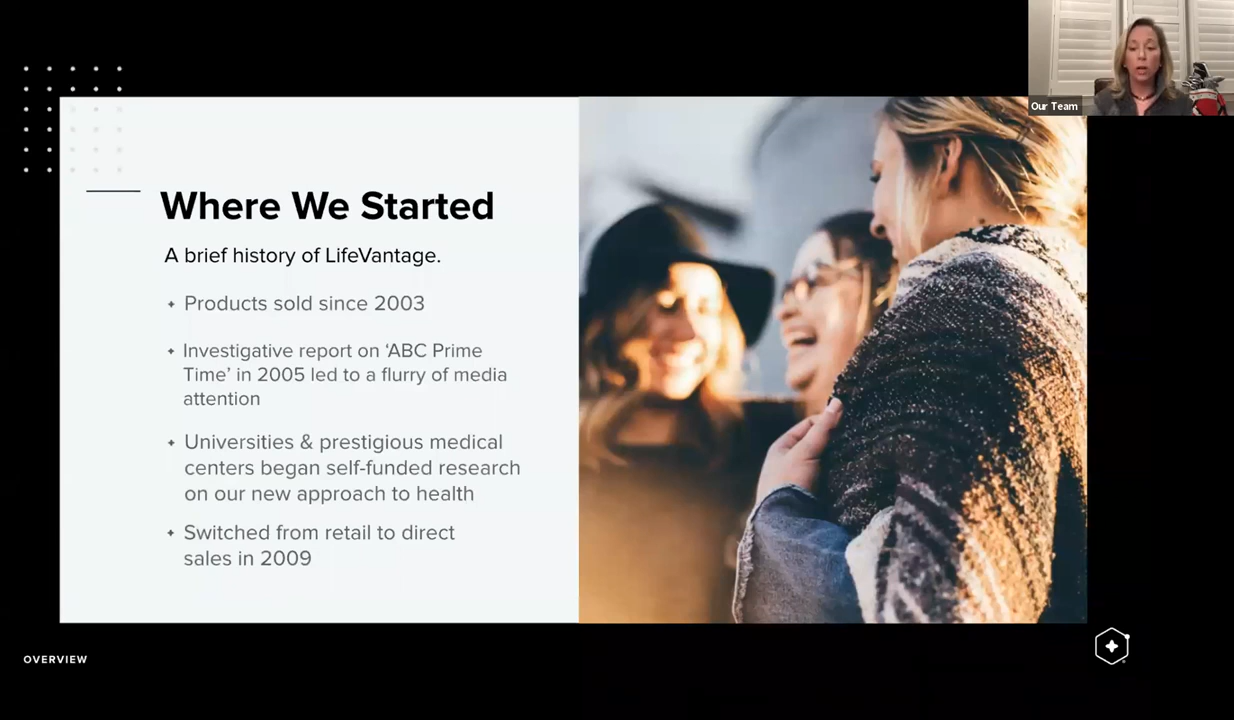 Our Team
Where We Started
A brief history of LifeVantage.
Products sold since 2003
Investigative report on ‘ABC Prime
Time’ in 2005 led to a flurry of media
attention
Universities & prestigious medical
centers began self-funded research
on our new approach to health
Switched from retail to direct
sales in 2009
OVERVIEW